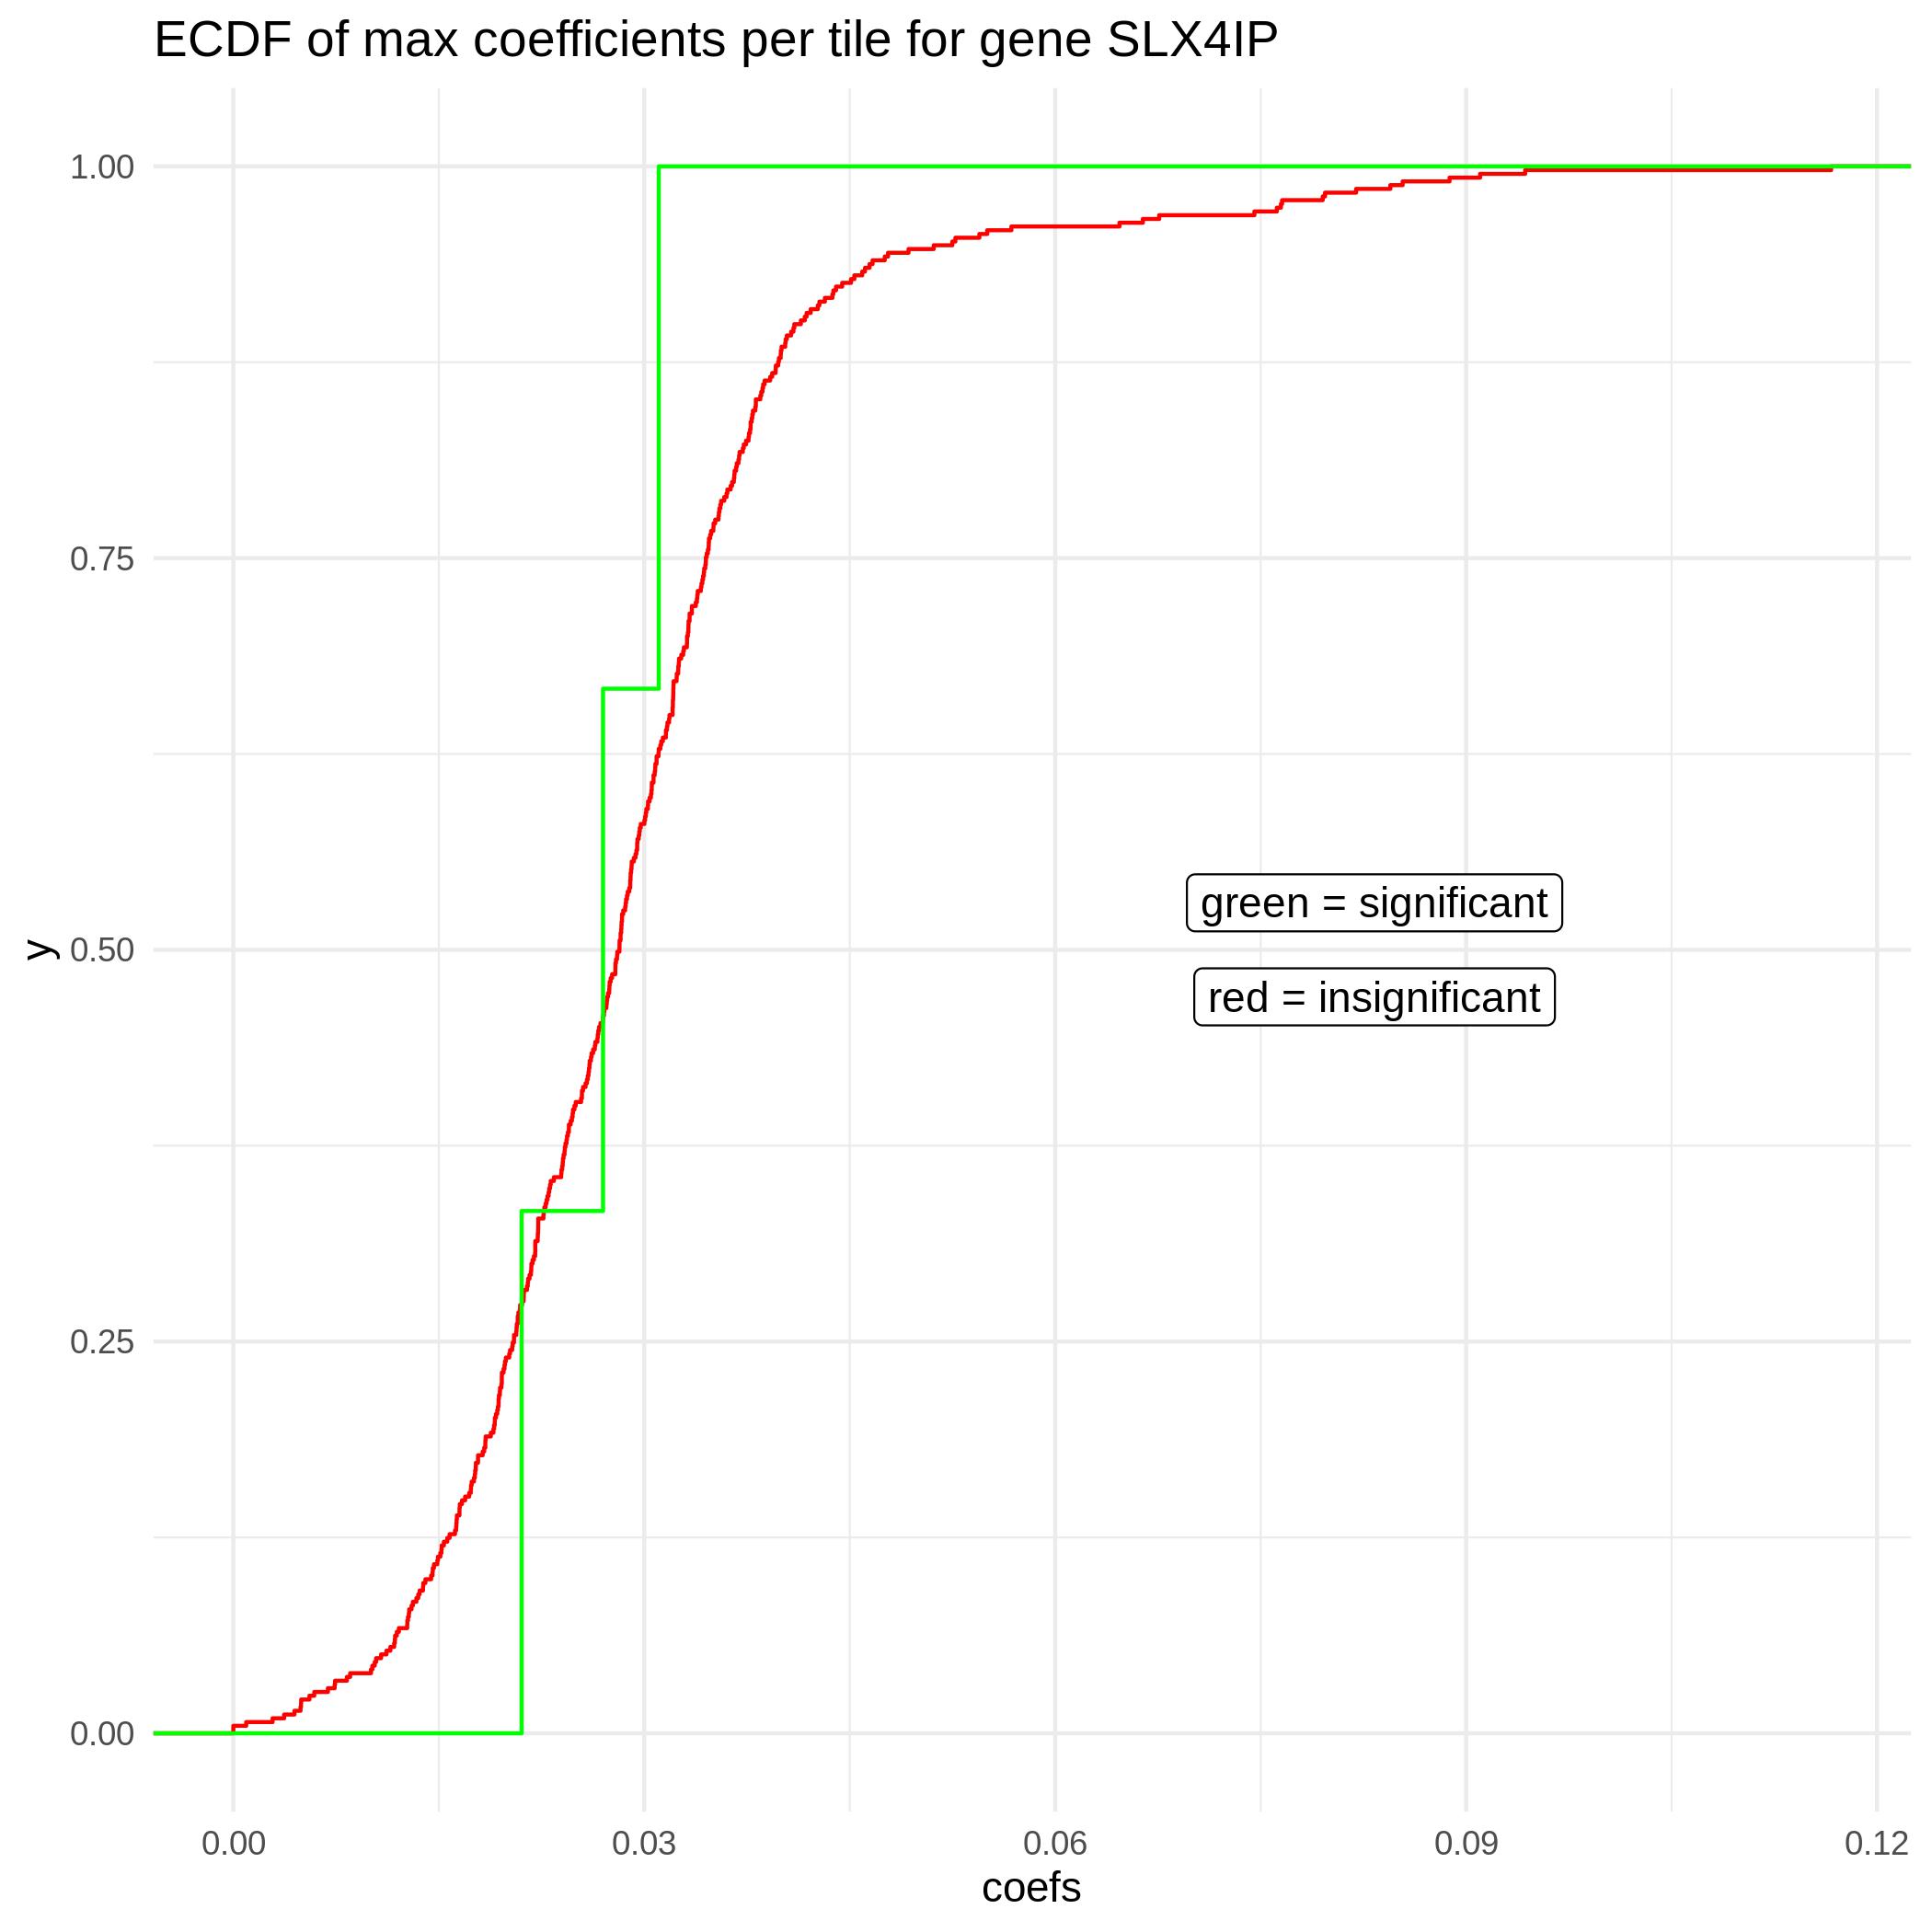 ECDF of max coefficients per tile for gene SLX4IP
1.00
0.75
0.50
0.25
0.00
y
green = significant
red = insignificant
0.00 0.03 0.06 0.09 0.12
coefs